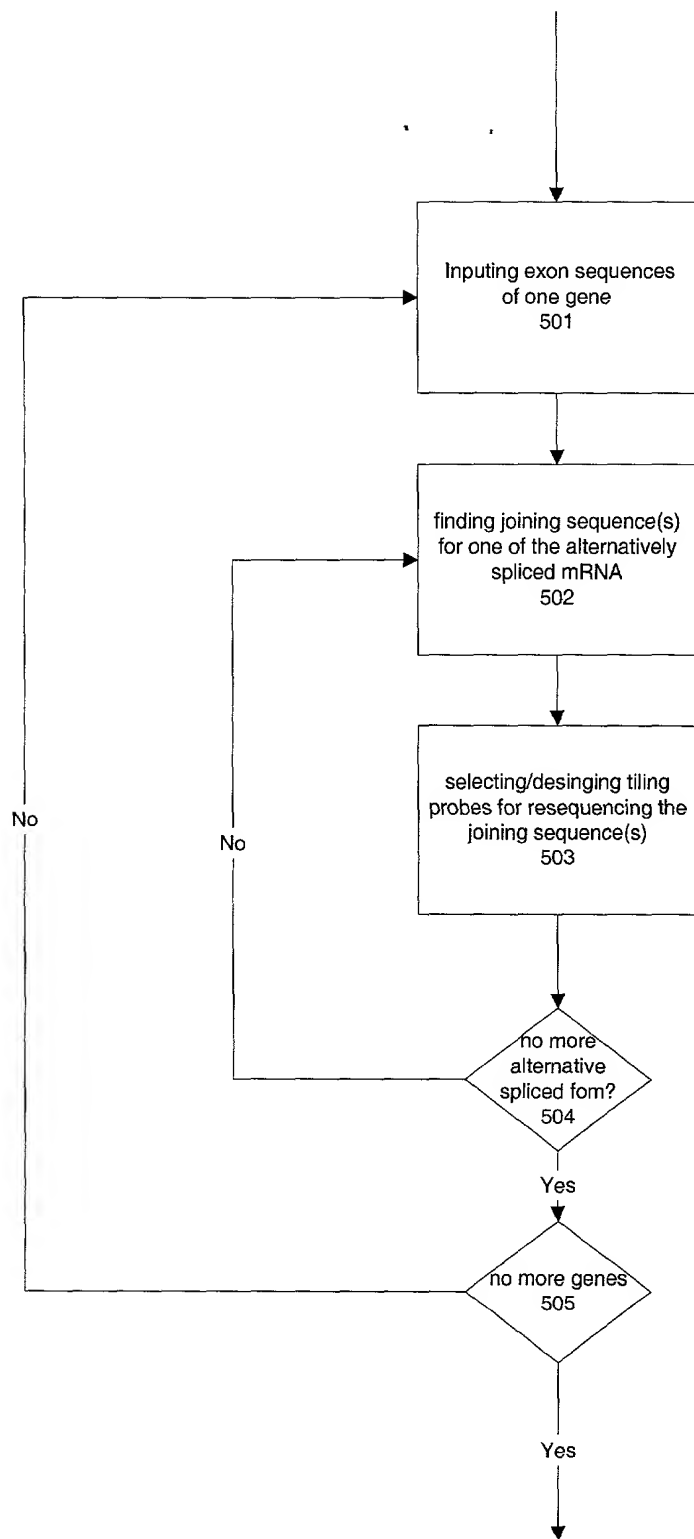 Inputing exon sequences
of one gene
501
finding joining sequence(s)
for one of the alternatively
spliced mRNA
502
selecting/desinging tiling
probes for resequencing the
joining sequence(s)
503
No
No
no more
alternative
spliced fom?
504
Yes
no more genes
505
Yes